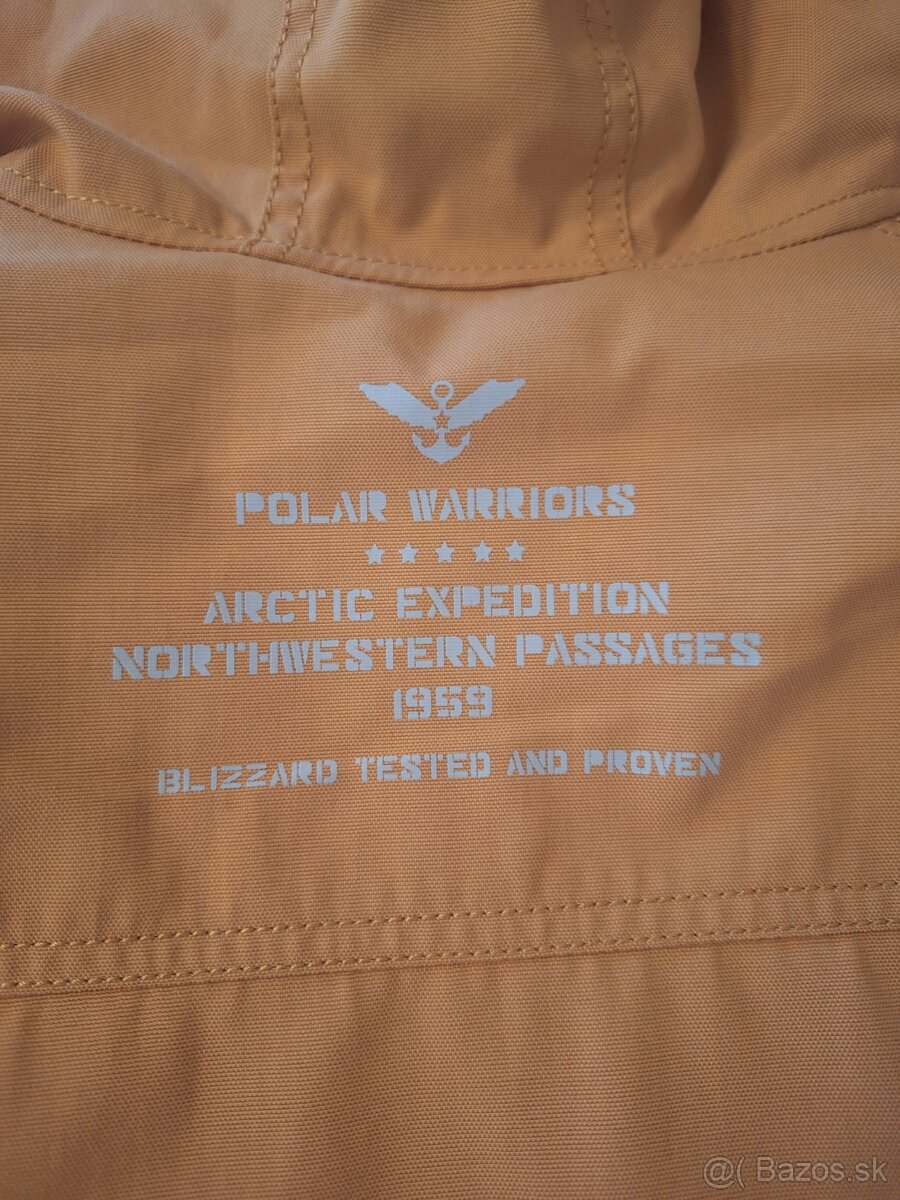 POLAR WARRIORS
ARCTIC EXPEDITION
NORTHWESTERN PASSAGES
1959
BLIZZARD TESTED AND PROVEN
@( Bazos.sk